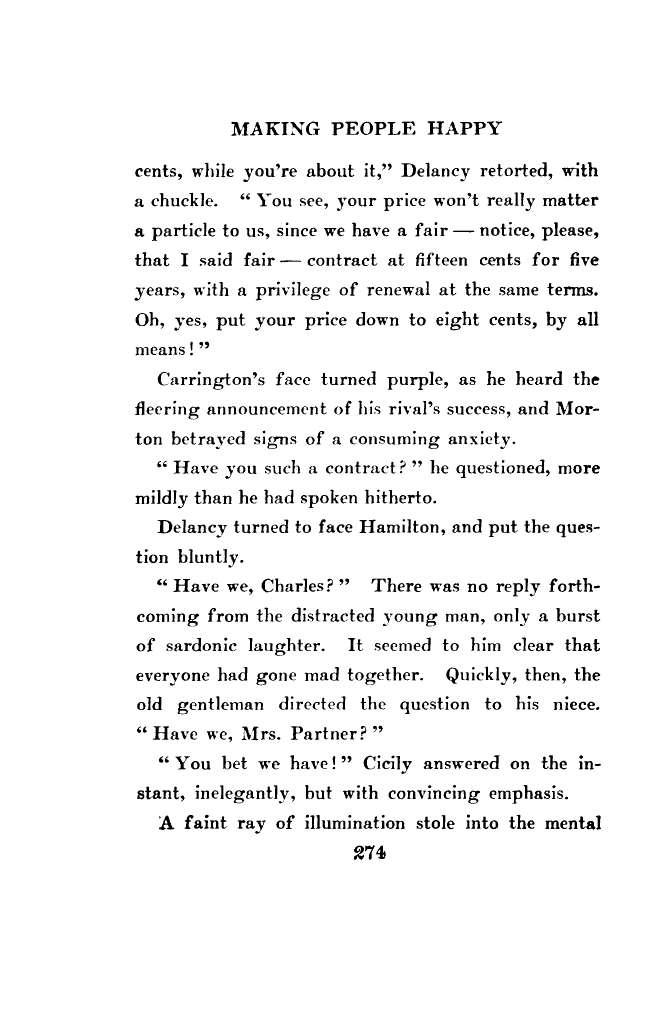 MAKING PEOPLE HAPPY
cents, while you're about it,” Delancy retorted, with
a chuckle. “ You see, your price won't really matter
a particle to us, since we have a fair — notice, please,
that I said fair — contract at fifteen cents for five
years, with a privilege of renewal at the same terms.
Oh, yes, put your price down to eight cents, by all
means ! ”
Carrington's face turned purple, as he heard the
fleering announcement of his rival's success, and Mor-
ton betrayed signs of a consuming anxiety.
“ Have you such a contract? ” he questioned, more
mildly than he had spoken hitherto.
Delancy turned to face Hamilton, and put the ques-
tion bluntly.
“ Have we, Charles? ” There was no reply forth-
coming from the distracted young man, only a burst
of sardonic laughter. It seemed to him clear that
everyone had gone mad together. Quickly, then, the
old gentleman directed the question to his niece.
“ Have we, Mrs. Partner? ”
“ You bet we have! ” Cicily answered on the in-
stant, inelegantly, but with convincing emphasis.
A faint ray of illumination stole into the mental
274